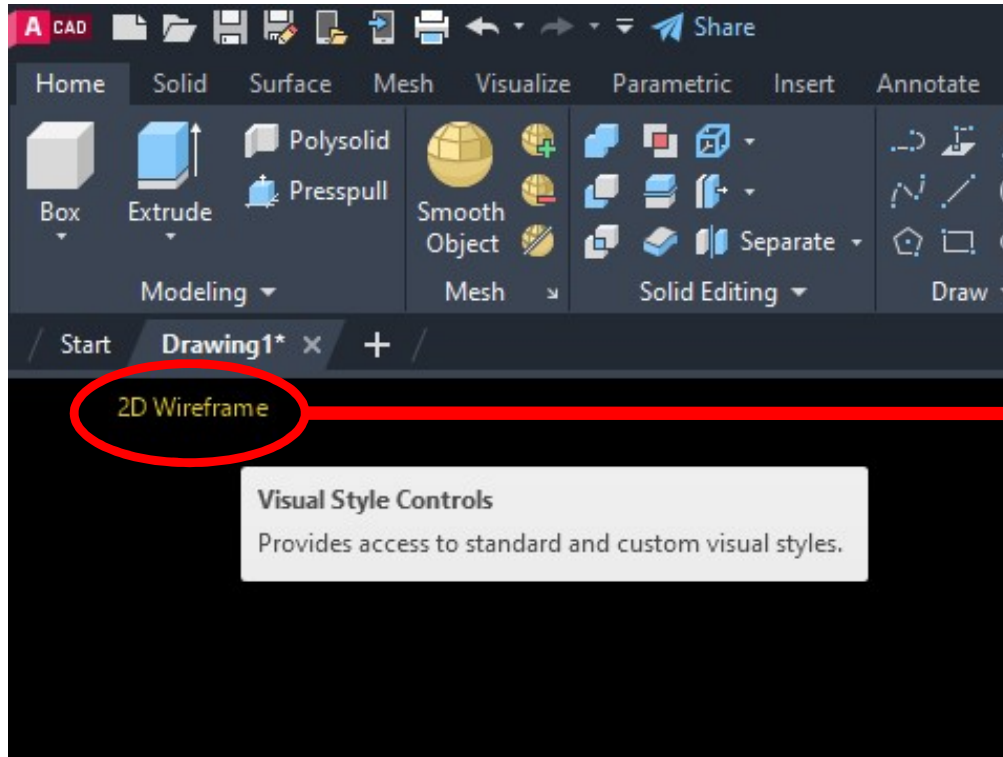 A CAD Share
Home Solid Surface Mesh Visualize Parametric Insert Annotate
Polysolid
Presspull
Box Extrude
Smooth
Object
Separate
Modeling Mesh Solid Editing Draw
Start Drawing1* × +
2D Wireframe
Visual Style Controls
Provides access to standard and custom visual styles.